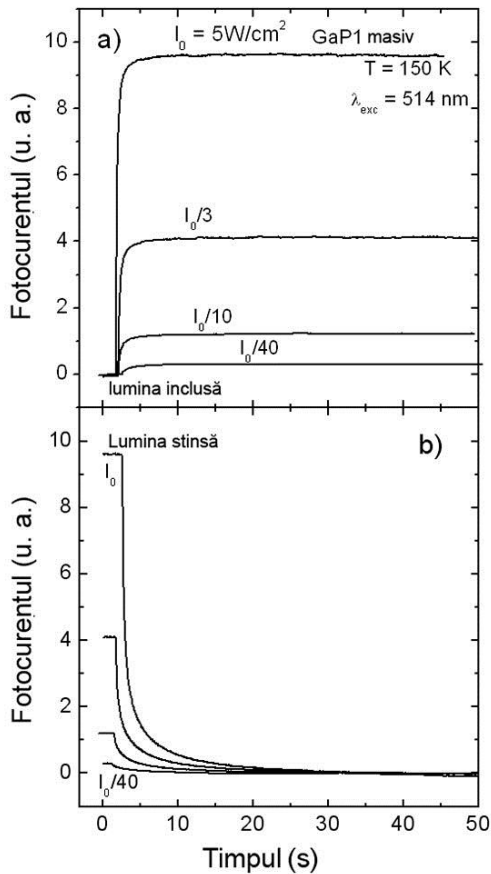 a)
I₀ = 5W/cm²
GaP1 masiv
T = 150 K
λexc = 514 nm
I₀/3
I₀/10
I₀/40
lumina inclusă
10
8
6
4
2
0
Fotocurentul (u. a.)
Lumina stinsă
b)
I₀
I₀/40
10
8
6
4
2
0
Fotocurentul (u. a.)
0 10 20 30 40 50
Timpul (s)